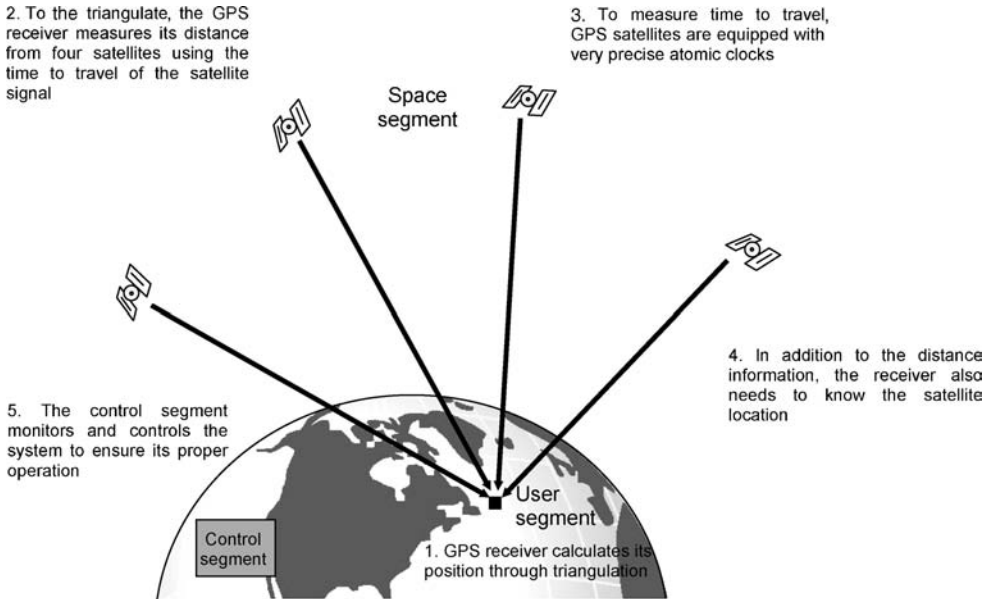 2. To the triangulate, the GPS
receiver measures its distance
from four satellites using the
time to travel of the satellite
signal
3. To measure time to travel,
GPS satellites are equipped with
very precise atomic clocks
Space
segment
4. In addition to the distance
information, the receiver also
needs to know the satellite
location
5. The control segment
monitors and controls the
system to ensure its proper
operation
User
segment
Control
segment
1. GPS receiver calculates its
position through triangulation